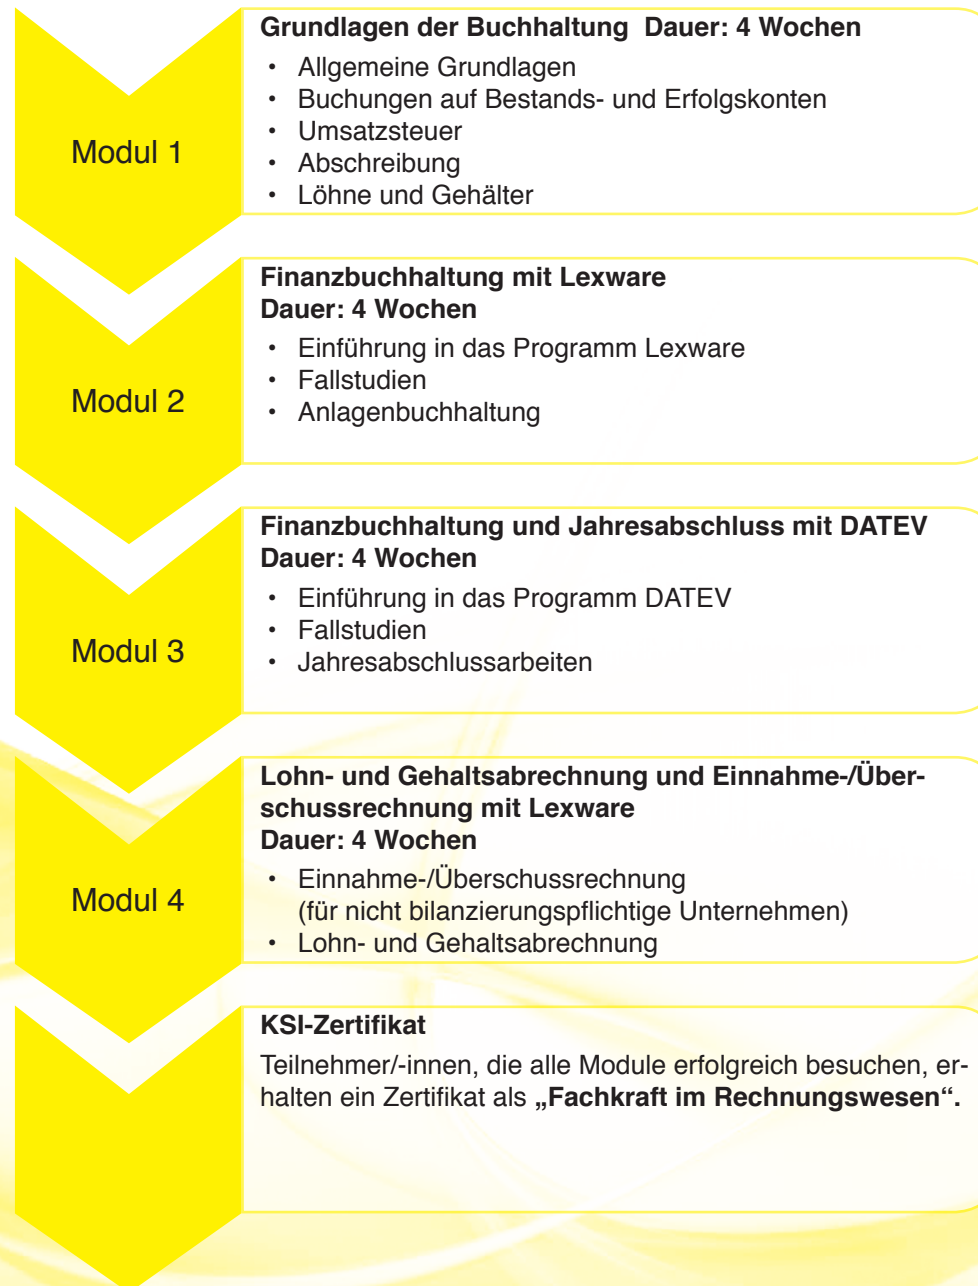 Grundlagen der Buchhaltung  Dauer: 4 Wochen
• Allgemeine Grundlagen
• Buchungen auf Bestands- und Erfolgskonten
• Umsatzsteuer
• Abschreibung
• Löhne und Gehälter
Modul 1
Finanzbuchhaltung mit Lexware
Dauer: 4 Wochen
• Einführung in das Programm Lexware
• Fallstudien
• Anlagenbuchhaltung
Modul 2
Finanzbuchhaltung und Jahresabschluss mit DATEV
Dauer: 4 Wochen
• Einführung in das Programm DATEV
• Fallstudien
• Jahresabschlussarbeiten
Modul 3
Lohn- und Gehaltsabrechnung und Einnahme-/Über-
schussrechnung mit Lexware
Dauer: 4 Wochen
• Einnahme-/Überschussrechnung
(für nicht bilanzierungspflichtige Unternehmen)
• Lohn- und Gehaltsabrechnung
Modul 4
KSI-Zertifikat
Teilnehmer/-innen, die alle Module erfolgreich besuchen, er-
halten ein Zertifikat als „Fachkraft im Rechnungswesen“.